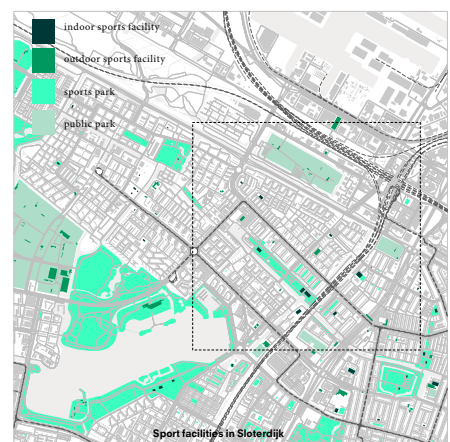 indoor sports facility
outdoor sports facility
sports park
public park
Sport facilities in Sloterdijk